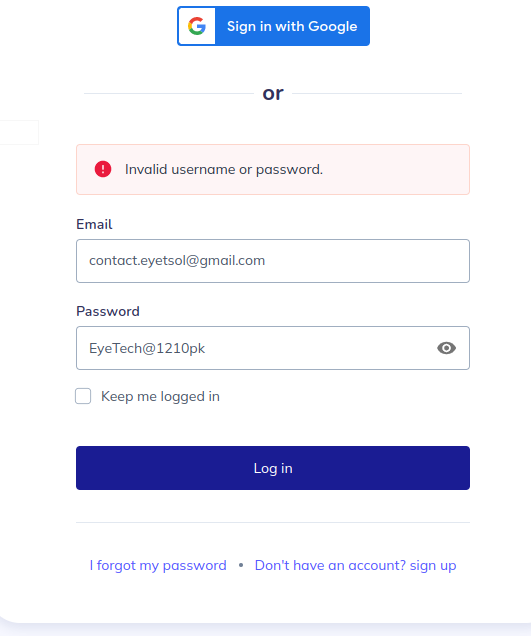 Sign in with Google
or
Invalid username or password.
Email
contact.eyetsol@gmail.com
Password
EyeTech@1210pk
Keep me logged in
Log in
I forgot my password • Don't have an account? sign up